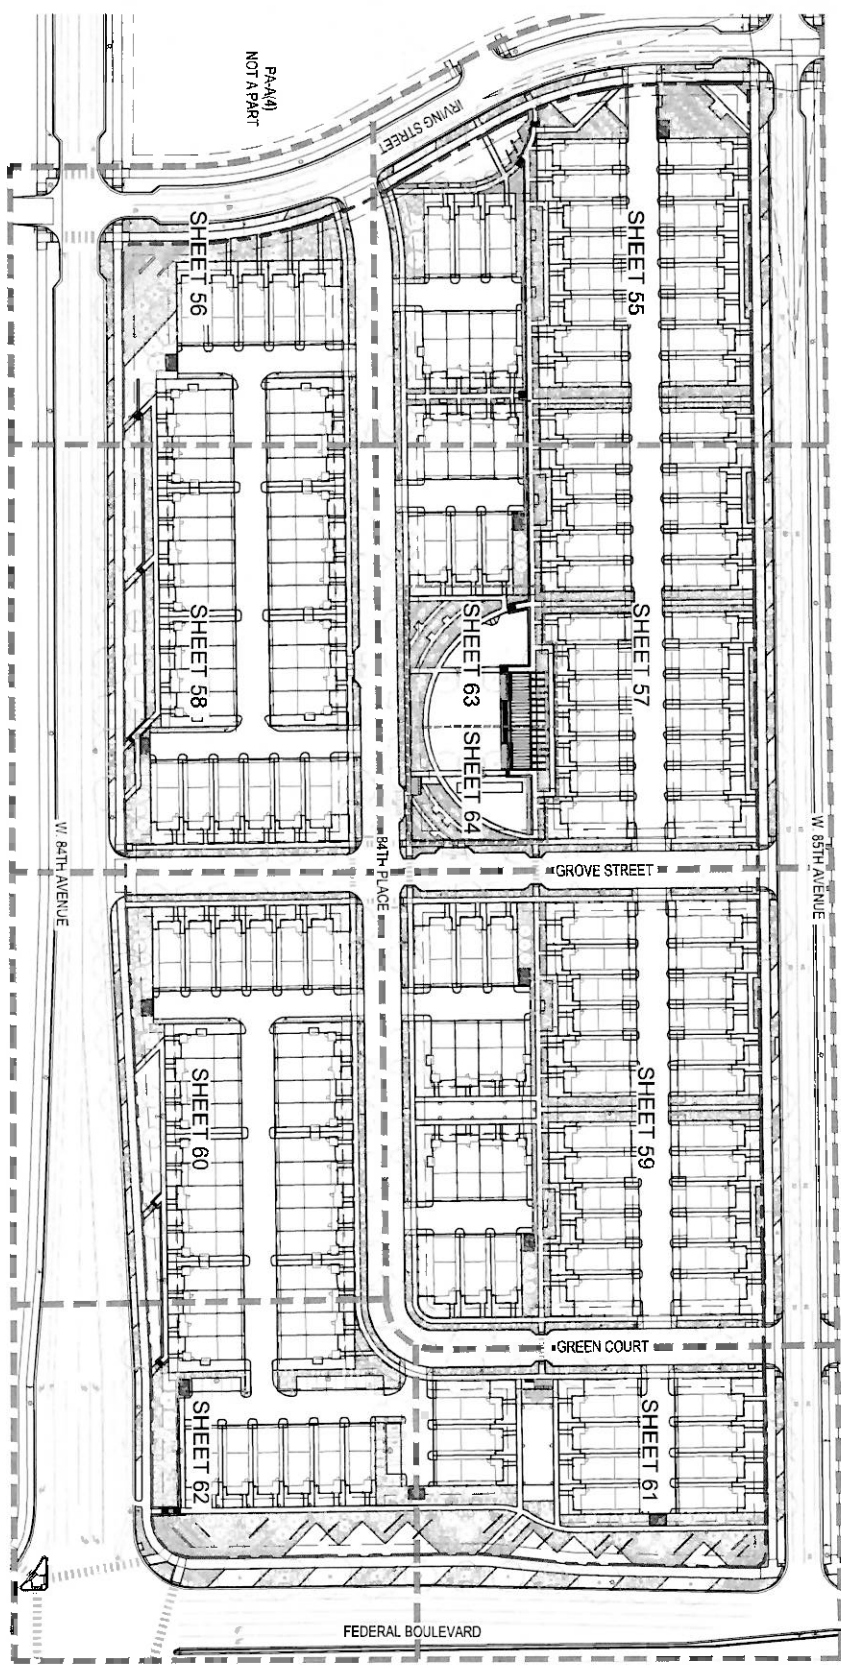 PA-A(4)
NOT A PART
IRVING STREET
SHEET 55
SHEET 56
SHEET 57
SHEET 58
SHEET 63
SHEET 64
W. 84TH AVENUE
84TH PLACE
GROVE STREET
W. 85TH AVENUE
SHEET 59
SHEET 60
GREEN COURT
SHEET 61
SHEET 62
FEDERAL BOULEVARD